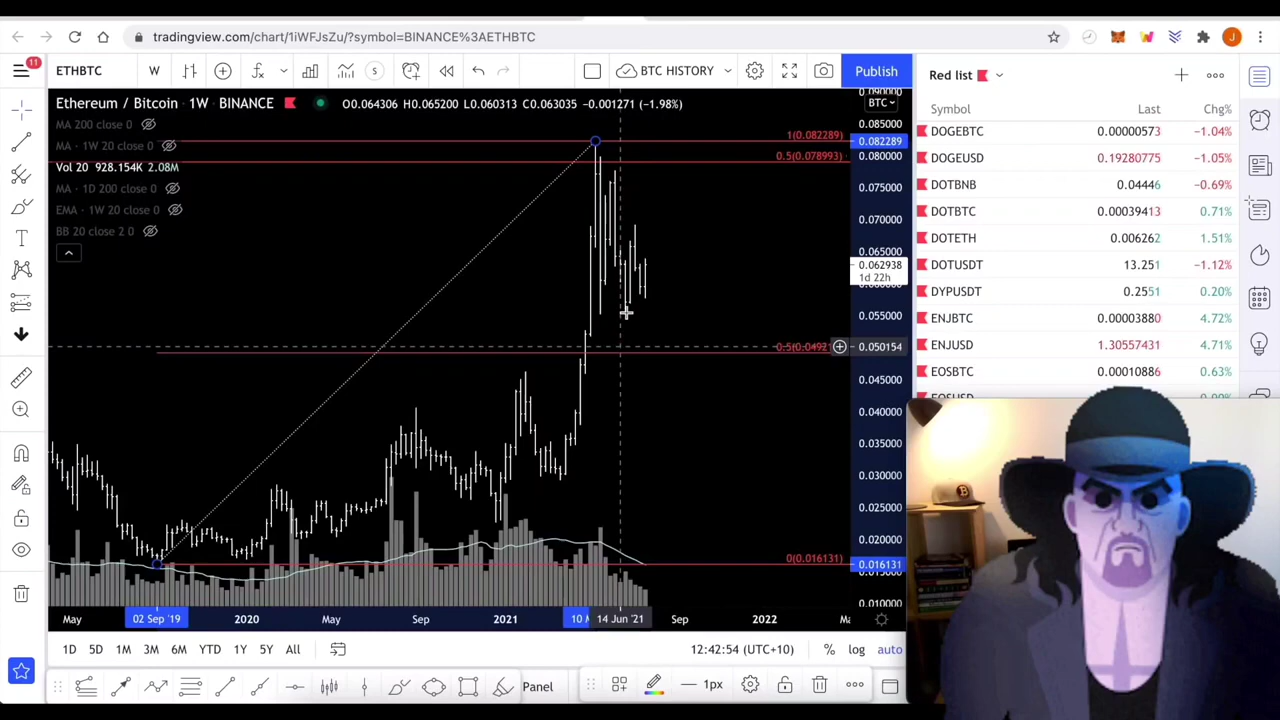 tradingview.com/chart/1iWFJsZu/?symbol=BINANCE%3AETHBTC
J
11
ETHBTC
W
S
BTC HISTORY
Publish
Red list
Ethereum / Bitcoin · 1W · BINANCE
O0.064306 H0.065200 L0.060313 C0.063035 -0.001271 (-1.98%)
BTC
MA 200 close 0
MA · 1W 20 close 0
Vol 20 928.154K 2.08M
MA · 1D 200 close 0
EMA · 1W 20 close 0
BB 20 close 2 0
1(0.082289)
0.5(0.078993)
0(0.016131)
0.085000
0.082289
0.080000
0.075000
0.070000
0.065000
0.062938
1d 22h
0.055000
0.050154
0.045000
0.040000
0.035000
0.030000
0.025000
0.020000
0.016131
0.010000
May
02 Sep '19
2020
May
Sep
2021
14 Jun '21
Sep
2022
Symbol Last Chg%
DOGEBTC 0.00000573 −1.04%
DOGEUSD 0.19280775 −1.05%
DOTBNB 0.04446 −0.69%
DOTBTC 0.00039413 0.71%
DOTETH 0.006262 1.51%
DOTUSDT 13.251 −1.12%
DYPUSDT 0.2551 0.20%
ENJBTC 0.00003880 4.72%
ENJUSD 1.30557431 4.71%
EOSBTC 0.00010886 0.63%
1D 5D 1M 3M 6M YTD 1Y 5Y All
12:42:54 (UTC+10)
% log auto
Panel
1px